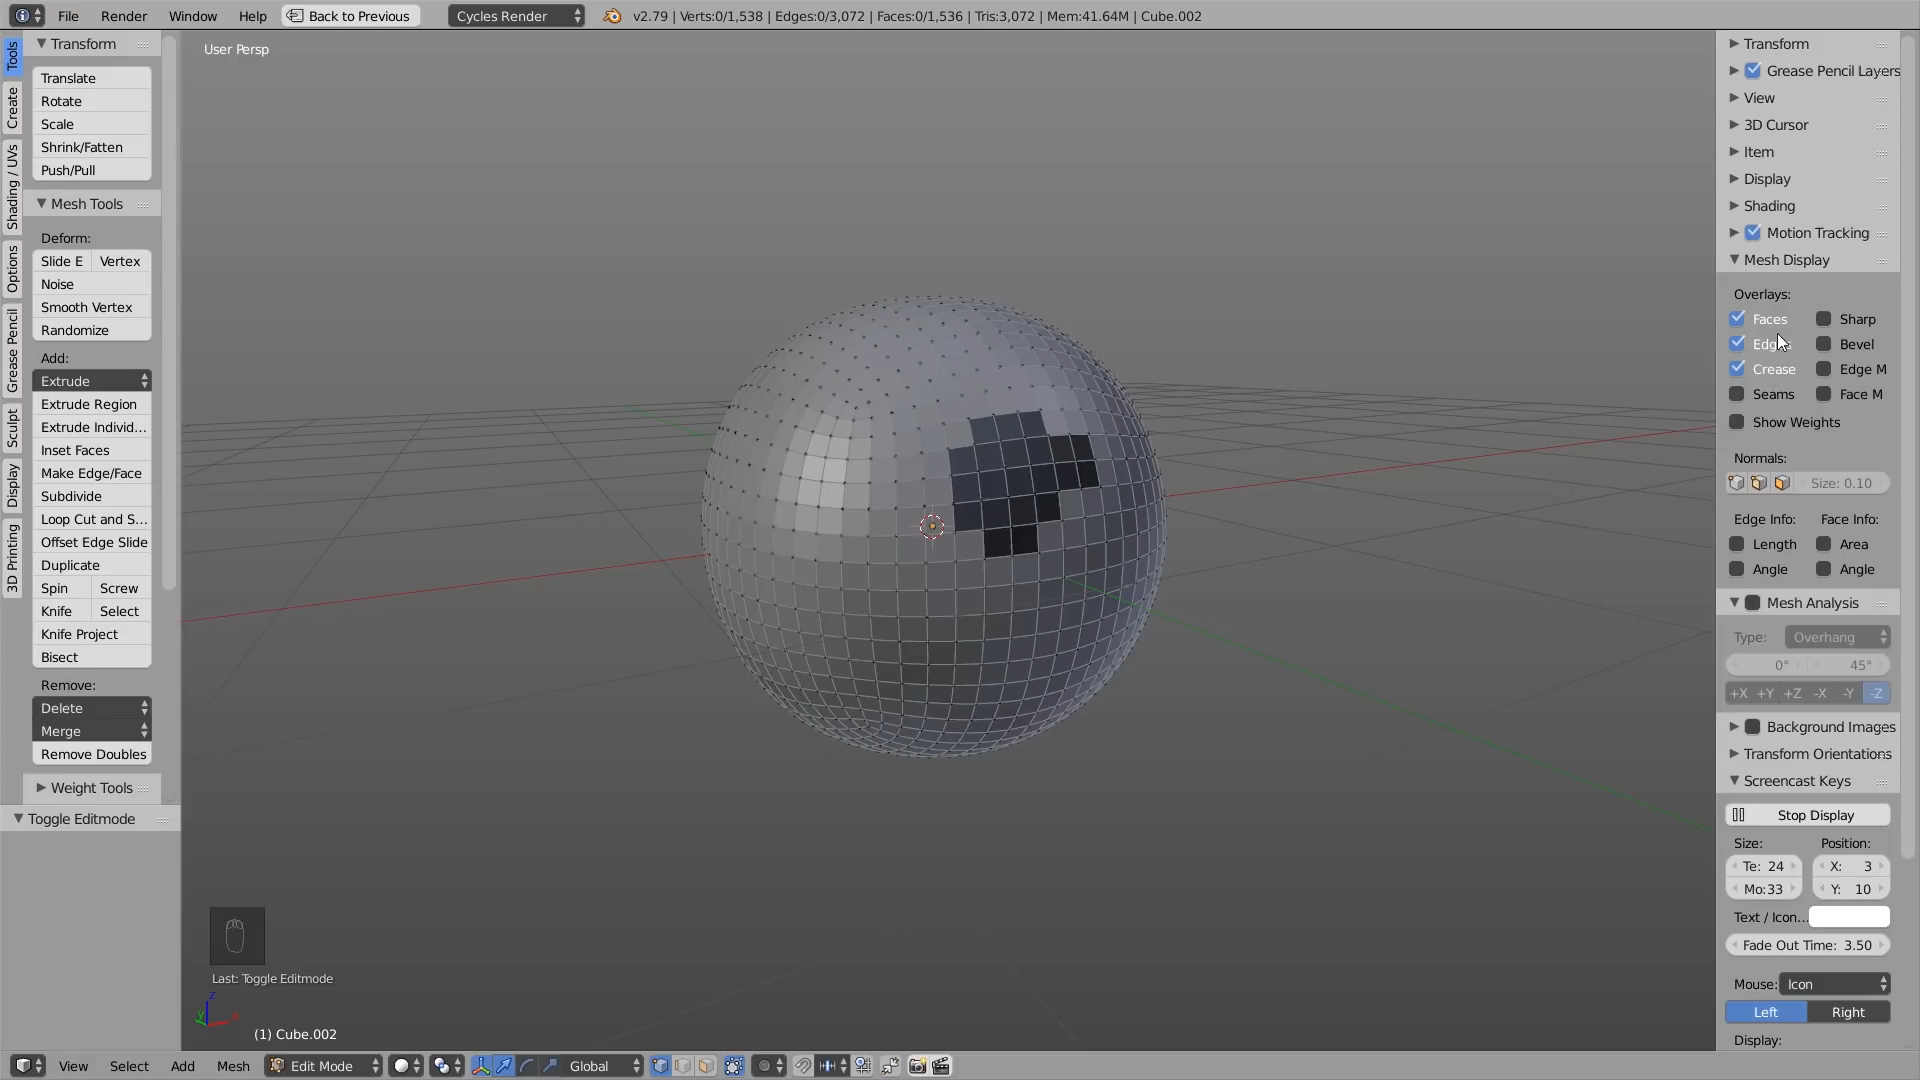 File Render Window Help Back to Previous Cycles Render v2.79 | Verts:0/1,538 | Edges:0/3,072 | Faces:0/1,536 | Tris:3,072 | Mem:41.64M | Cube.002
Tools
Create
Shading / UVs
Options
Grease Pencil
Sculpt
Display
3D Printing
Transform
Translate
Rotate
Scale
Shrink/Fatten
Push/Pull
Mesh Tools
Deform:
Slide E Vertex
Noise
Smooth Vertex
Randomize
Add:
Extrude
Extrude Region
Extrude Individ...
Inset Faces
Make Edge/Face
Subdivide
Loop Cut and S...
Offset Edge Slide
Duplicate
Spin Screw
Knife Select
Knife Project
Bisect
Remove:
Delete
Merge
Remove Doubles
Weight Tools
Toggle Editmode
User Persp
Last: Toggle Editmode
z
y
x
(1) Cube.002
Transform
Grease Pencil Layers
View
3D Cursor
Item
Display
Shading
Motion Tracking
Mesh Display
Overlays:
Faces Sharp
Bevel
Crease Edge M
Seams Face M
Show Weights
Normals:
Size: 0.10
Edge Info: Face Info:
Length Area
Angle Angle
Mesh Analysis
Type: Overhang
0° 45°
+X +Y +Z -X -Y -Z
Background Images
Transform Orientations
Screencast Keys
Stop Display
Size: Position:
Te: 24 X: 3
Mo:33 Y: 10
Text / Icon...
Fade Out Time: 3.50
Mouse: Icon
Left Right
Display:
View Select Add Mesh Edit Mode Global